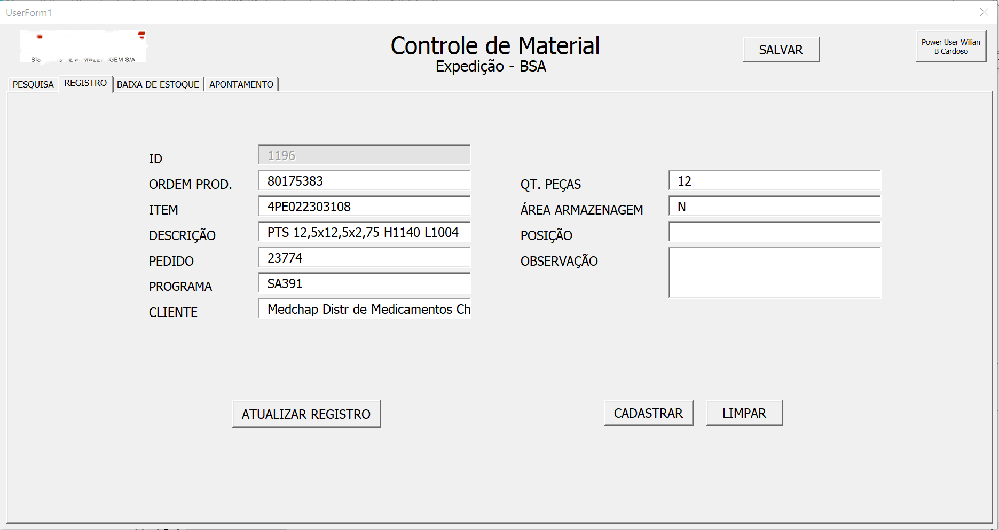 UserForm1
GEM S/A
Controle de Material
Expedição - BSA
SALVAR
Power User Willian
B Cardoso
PESQUISA REGISTRO BAIXA DE ESTOQUE APONTAMENTO
ID 1196
ORDEM PROD. 80175383 QT. PEÇAS 12
ITEM 4PE022303108 ÁREA ARMAZENAGEM N
DESCRIÇÃO PTS 12,5x12,5x2,75 H1140 L1004 POSIÇÃO
PEDIDO 23774 OBSERVAÇÃO
PROGRAMA SA391
CLIENTE Medchap Distr de Medicamentos Ch
ATUALIZAR REGISTRO CADASTRAR LIMPAR